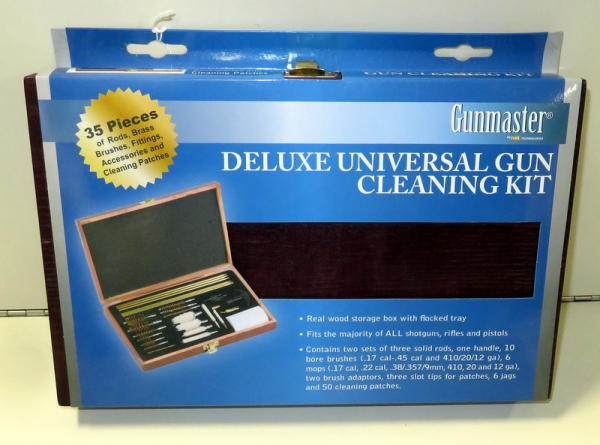 Cleaning Patches
GUN CLEANING KIT
35 Pieces
of Rods, Brass
Brushes, Fittings,
Accessories and
Cleaning Patches
Gunmaster®
DELUXE UNIVERSAL GUN
CLEANING KIT
• Real wood storage box with flocked tray
• Fits the majority of ALL shotguns, rifles and pistols
• Contains two sets of three solid rods, one handle, 10
bore brushes (.17 cal-.45 cal and 410/20/12 ga), 6
mops (.17 cal, .22 cal, .38/.357/9mm, 410, 20 and 12 ga),
two brush adaptors, three slot tips for patches, 6 jags
and 50 cleaning patches.